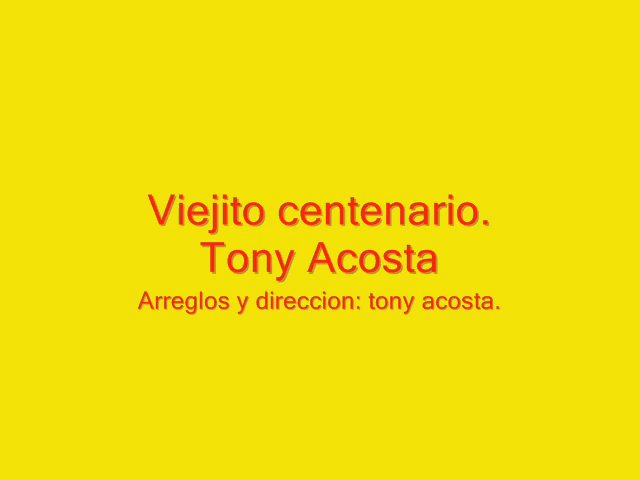 Viejito centenario.
Tony Acosta
Arreglos y direccion: tony acosta.